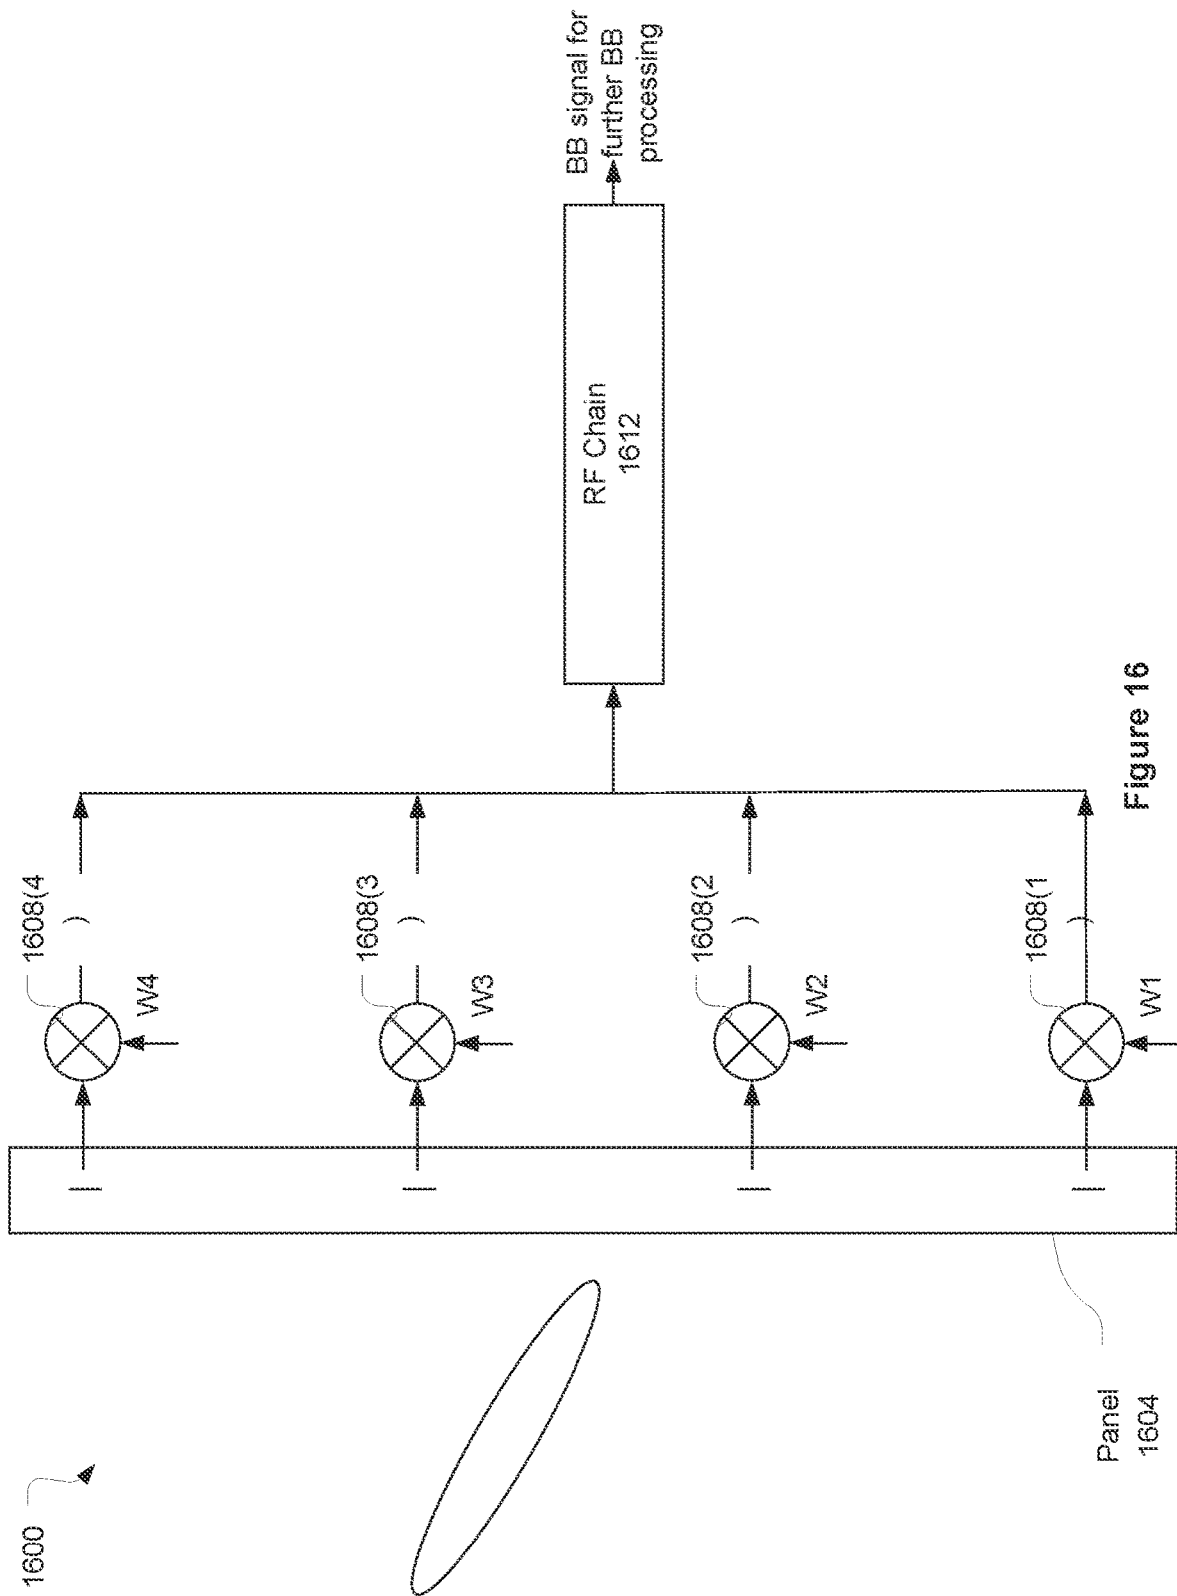 1600
Panel
1604
1608(1
)
W1
1608(2
)
W2
1608(3
)
W3
1608(4
)
W4
RF Chain
1612
BB signal for
further BB
processing
Figure 16